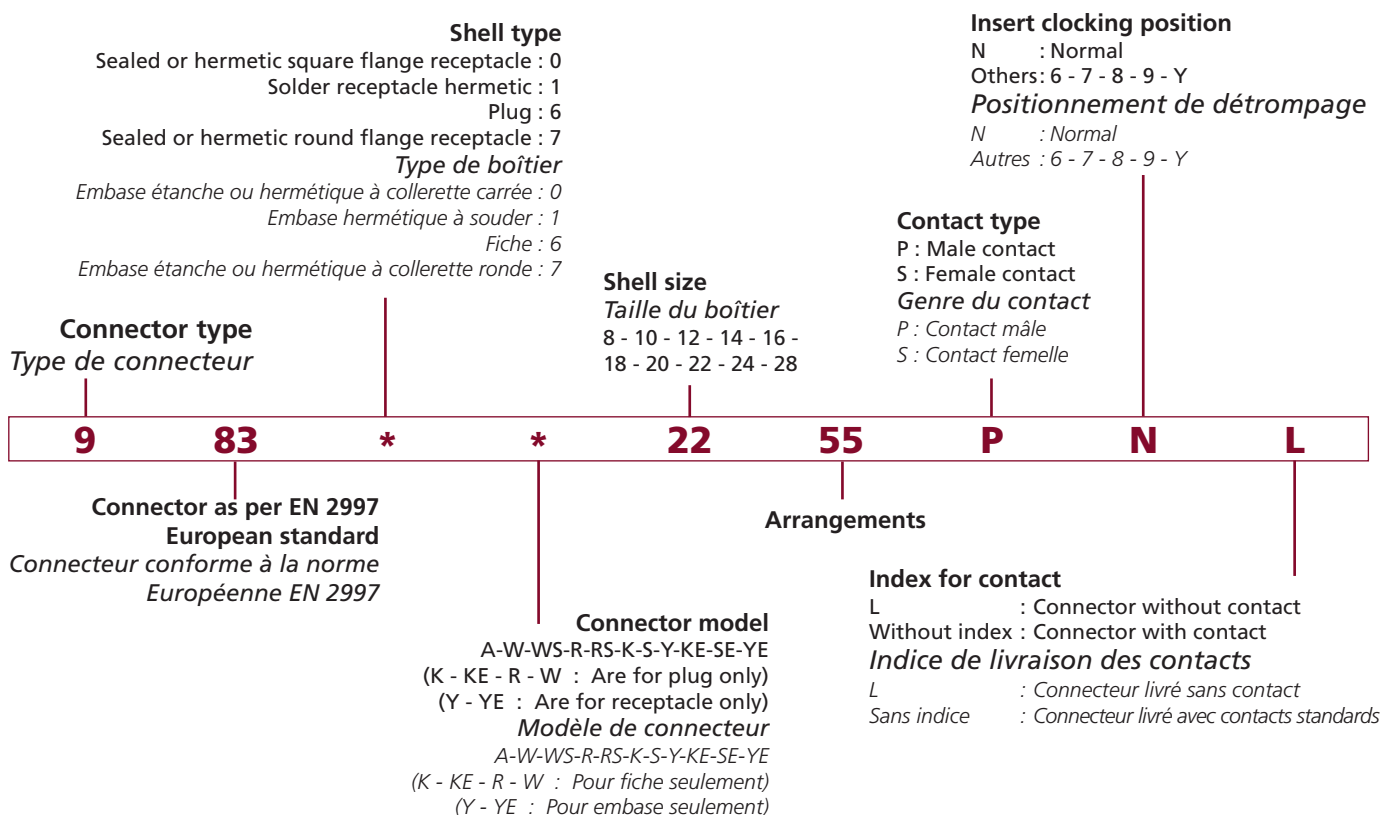 Shell type
Sealed or hermetic square flange receptacle : 0
Solder receptacle hermetic : 1
Plug : 6
Sealed or hermetic round flange receptacle : 7
Type de boîtier
Embase étanche ou hermétique à collerette carrée : 0
Embase hermétique à souder : 1
Fiche : 6
Embase étanche ou hermétique à collerette ronde : 7
Insert clocking position
N : Normal
Others : 6 - 7 - 8 - 9 - Y
Positionnement de détrompage
N : Normal
Autres : 6 - 7 - 8 - 9 - Y
Contact type
P : Male contact
S : Female contact
Genre du contact
P : Contact mâle
S : Contact femelle
Shell size
Taille du boîtier
8 - 10 - 12 - 14 - 16 -
18 - 20 - 22 - 24 - 28
Connector type
Type de connecteur
9 83 * * 22 55 P N L
Connector as per EN 2997
European standard
Connecteur conforme à la norme
Européenne EN 2997
Arrangements
Connector model
A-W-WS-R-RS-K-S-Y-KE-SE-YE
(K - KE - R - W : Are for plug only)
(Y - YE : Are for receptacle only)
Modèle de connecteur
A-W-WS-R-RS-K-S-Y-KE-SE-YE
(K - KE - R - W : Pour fiche seulement)
(Y - YE : Pour embase seulement)
Index for contact
L : Connector without contact
Without index : Connector with contact
Indice de livraison des contacts
L : Connecteur livré sans contact
Sans indice : Connecteur livré avec contacts standards